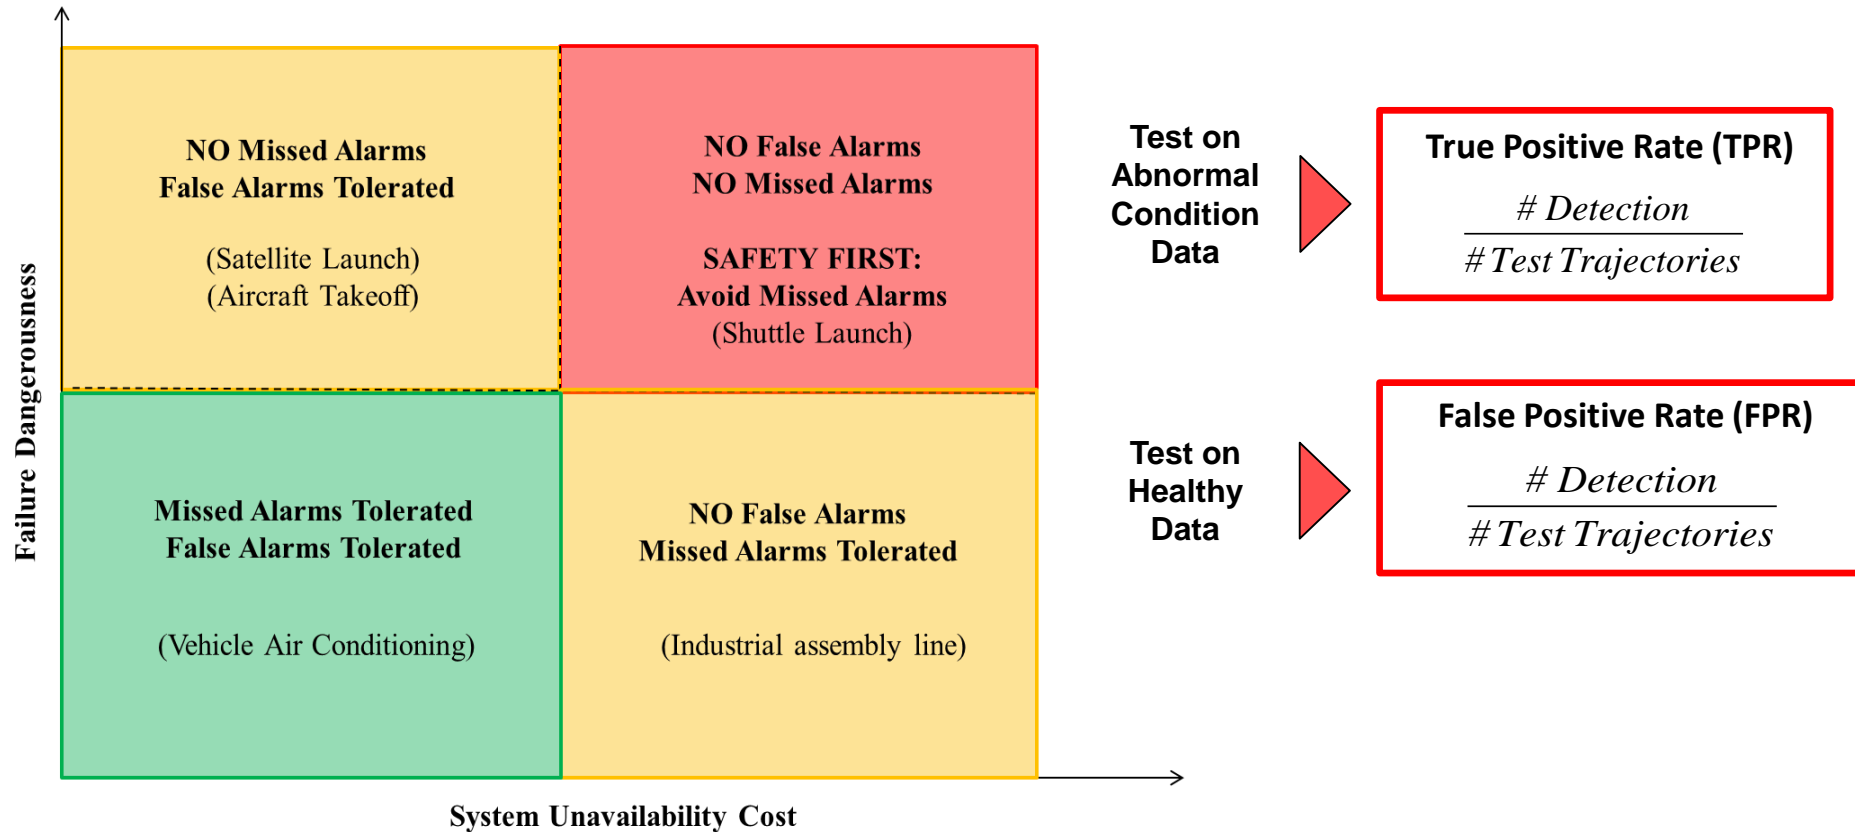 Failure Dangerousness
NO Missed Alarms
False Alarms Tolerated
(Satellite Launch)
(Aircraft Takeoff)
NO False Alarms
NO Missed Alarms
SAFETY FIRST:
Avoid Missed Alarms
(Shuttle Launch)
Missed Alarms Tolerated
False Alarms Tolerated
(Vehicle Air Conditioning)
NO False Alarms
Missed Alarms Tolerated
(Industrial assembly line)
System Unavailability Cost
Test on
Abnormal
Condition
Data
True Positive Rate (TPR)
# Detection
# Test Trajectories
Test on
Healthy
Data
False Positive Rate (FPR)
# Detection
# Test Trajectories